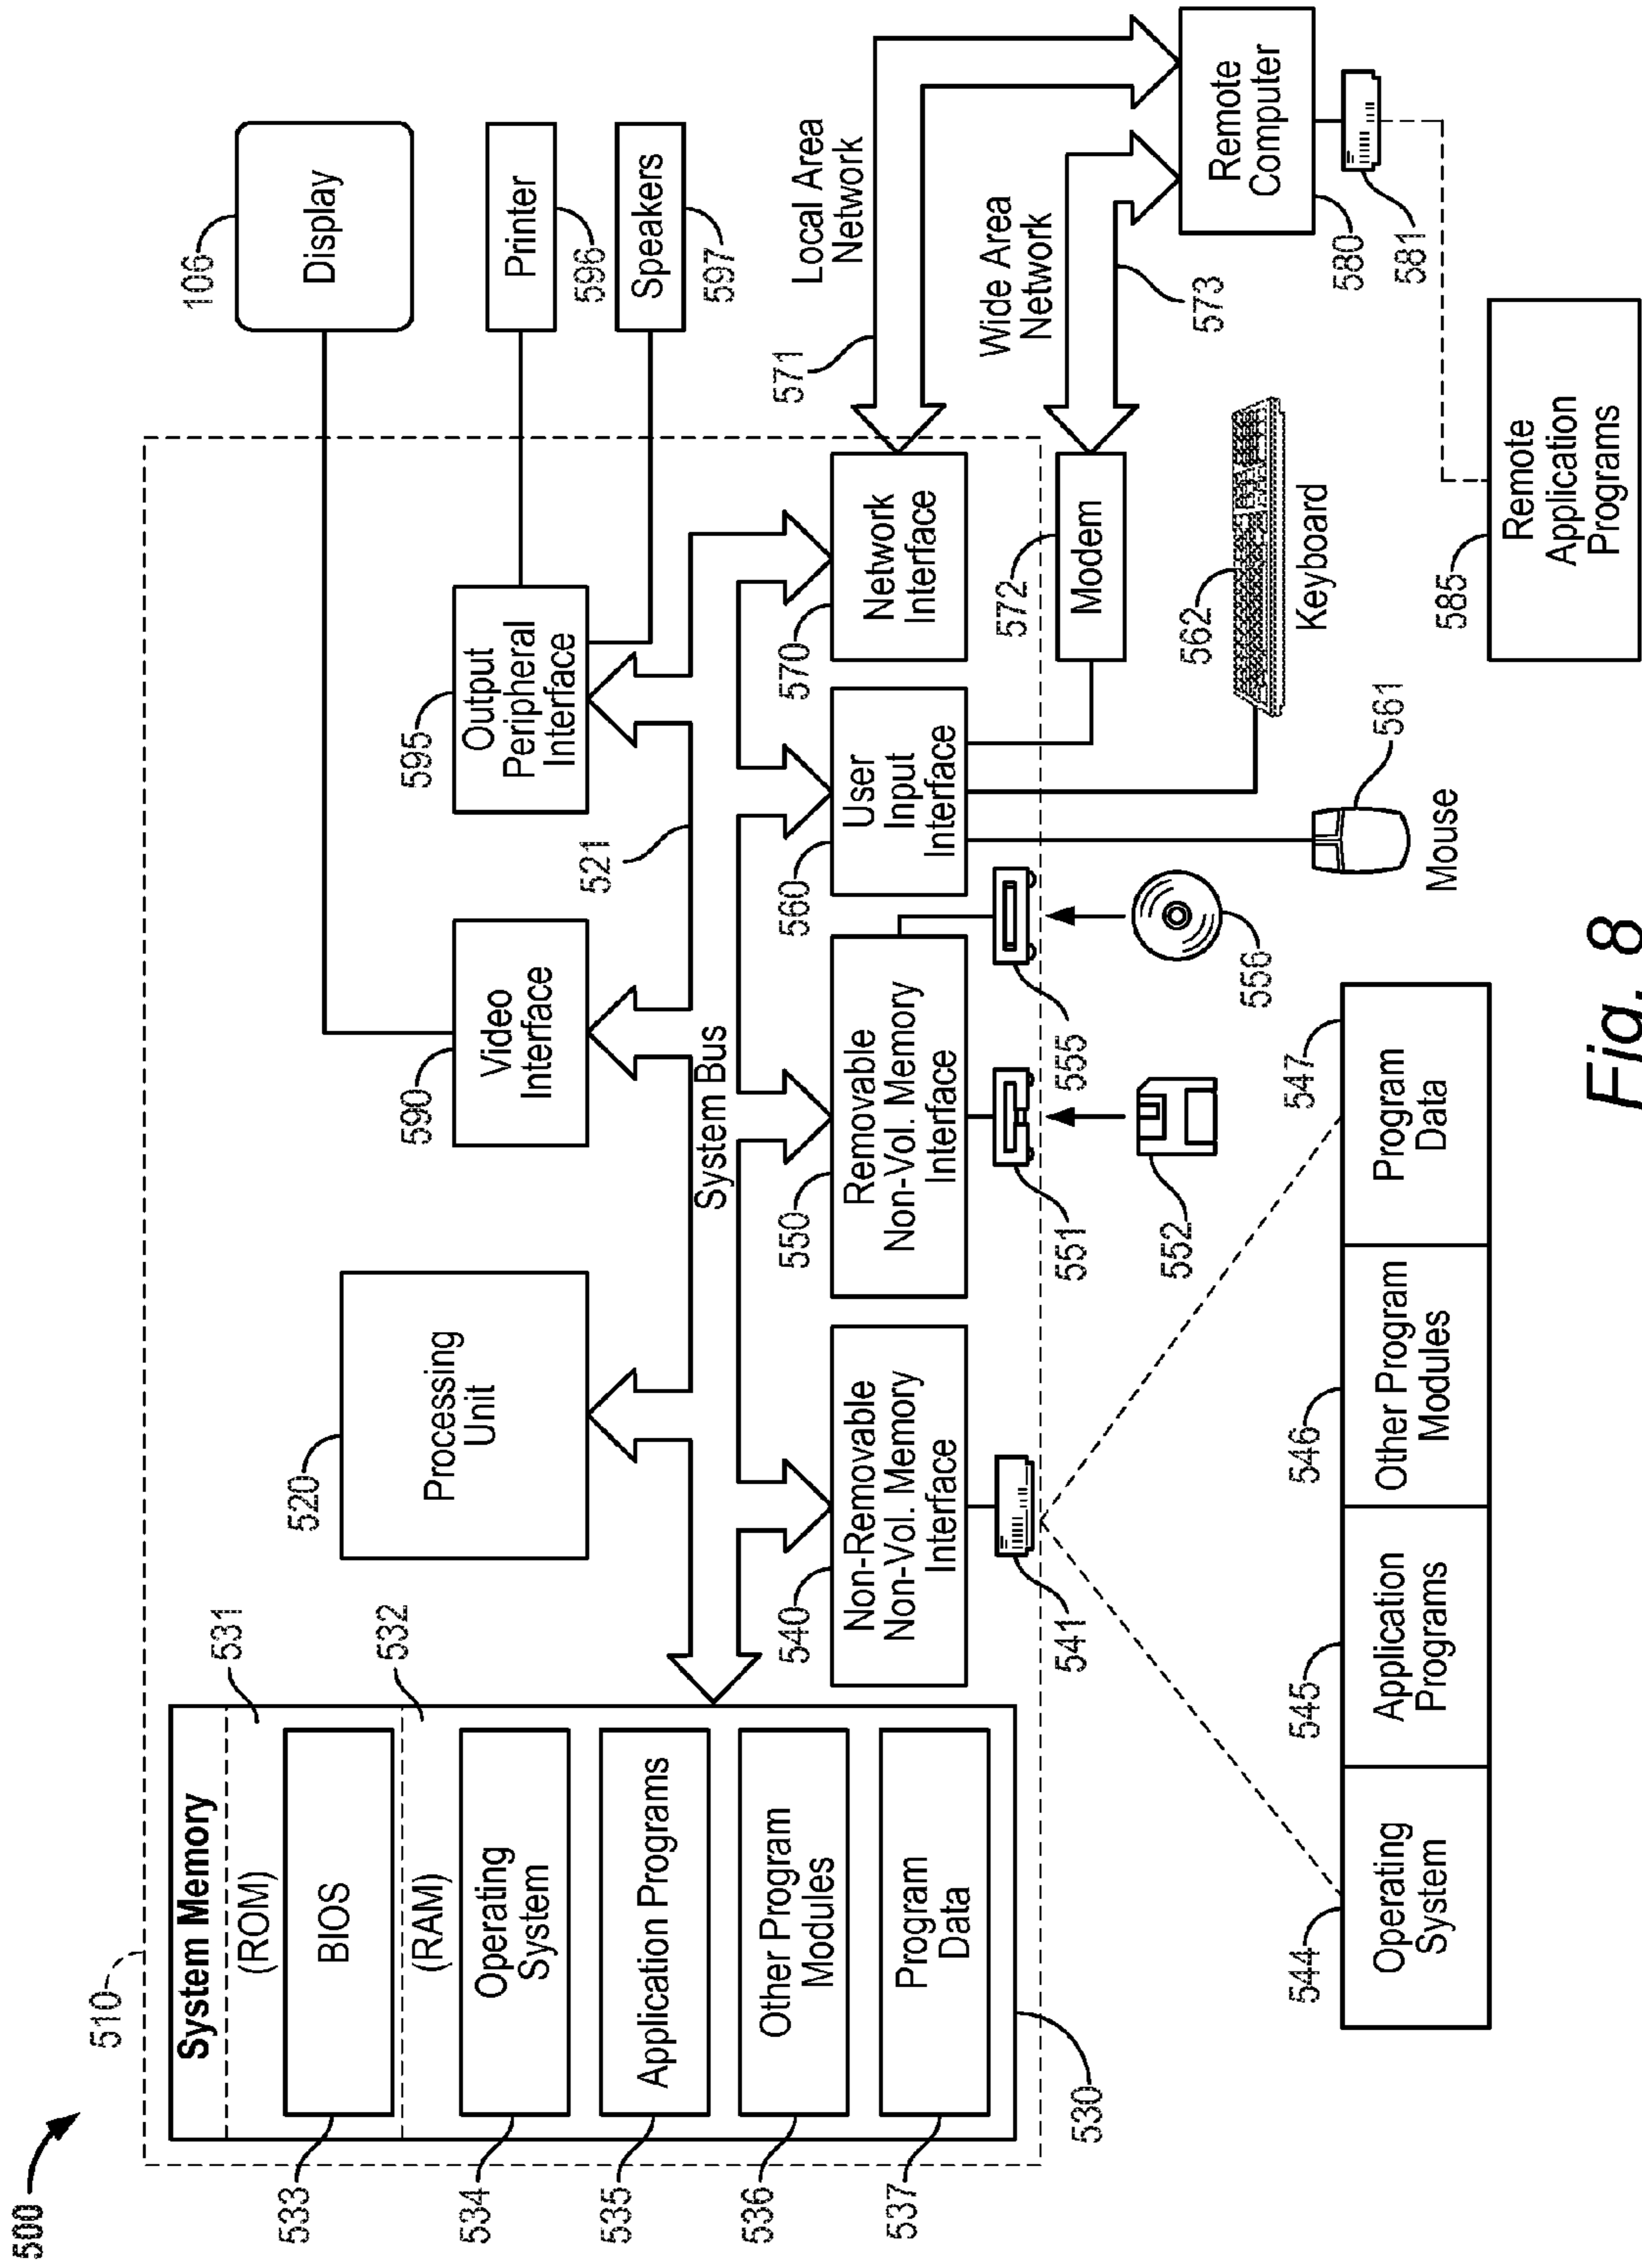 500
510
System Memory
(ROM)
531
BIOS
533
(RAM)
532
Operating
System
534
Application Programs
535
Other Program
Modules
536
Program
Data
537
530
520
Processing
Unit
590
Video
Interface
595
Output
Peripheral
Interface
106
Display
Printer
596
Speakers
597
521
System Bus
540
Non-Removable
Non-Vol. Memory
Interface
541
550
Removable
Non-Vol. Memory
Interface
551
552
555
556
560
User
Input
Interface
570
Network
Interface
571
Local Area
Network
572
Modem
Wide Area
Network
573
Remote
Computer
580
581
562
Keyboard
561
Mouse
585
Remote
Application
Programs
544
Operating
System
545
Application
Programs
546
Other Program
Modules
547
Program
Data
Fig. 8